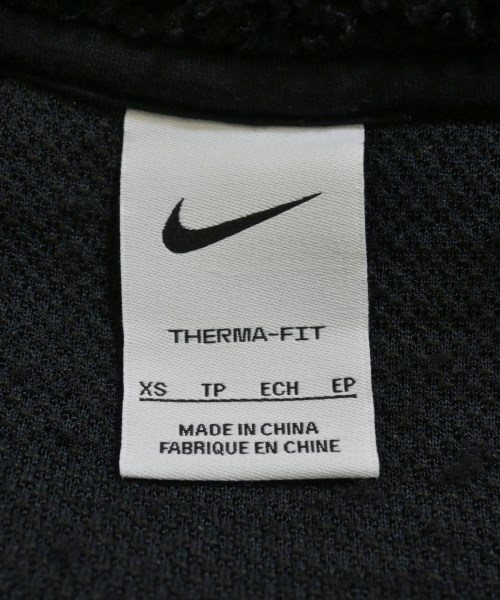 THERMA-FIT
XS TP ECH EP
MADE IN CHINA
FABRIQUE EN CHINE